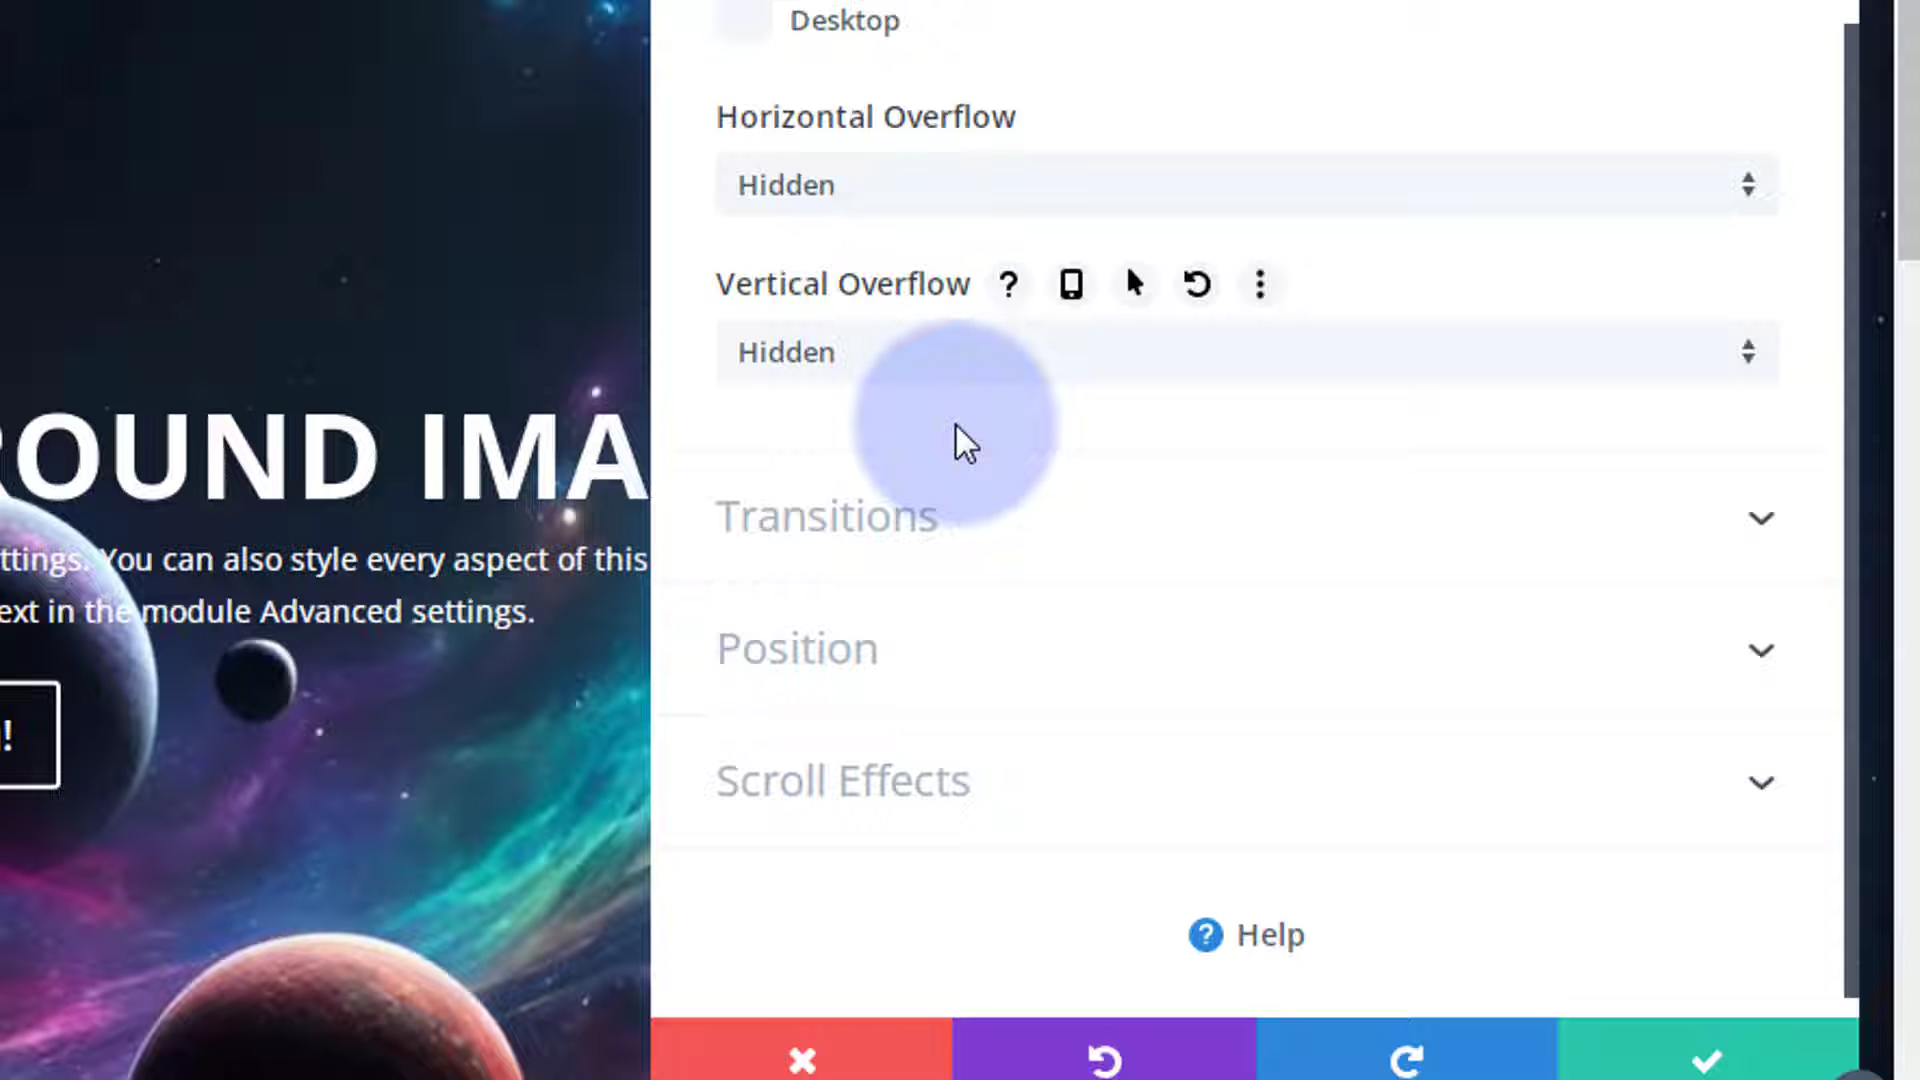 Desktop
Horizontal Overflow
Hidden
Vertical Overflow ?
Hidden
ROUND IMA
ttings. You can also style every aspect of this
ext in the module Advanced settings.
!
Transitions
Position
Scroll Effects
? Help